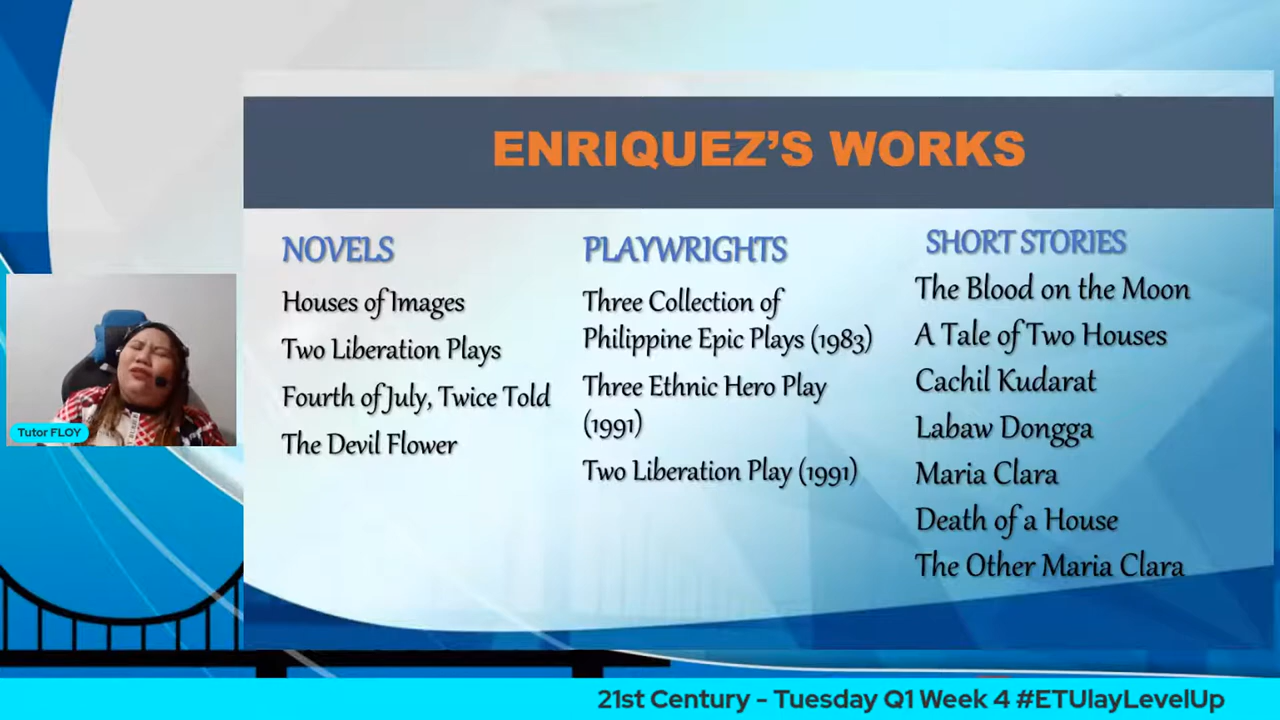 ENRIQUEZ'S WORKS
NOVELS
Houses of Images
Two Liberation Plays
Fourth of July, Twice Told
The Devil Flower
PLAYWRIGHTS
Three Collection of
Philippine Epic Plays (1983)
Three Ethnic Hero Play
(1991)
Two Liberation Play (1991)
SHORT STORIES
The Blood on the Moon
A Tale of Two Houses
Cachil Kudarat
Labaw Dongga
Maria Clara
Death of a House
The Other Maria Clara
Tutor FLOY
21st Century - Tuesday Q1 Week 4 #ETUlayLevelUp